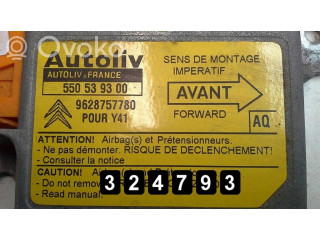 OVOKO
Autoliv
AUTOLIV-FRANCE
550 53 93 00
9628757780
POUR Y41
SENS DE MONTAGE
IMPERATIF
AVANT
FORWARD
AQ
ATTENTION! Airbag(s) et Prétensionneurs.
- Ne pas démonter. RISQUE DE DECLENCHEMENT!
- Consulter la notice
CAUTION!
- Do not remove
- Read manual.
324793